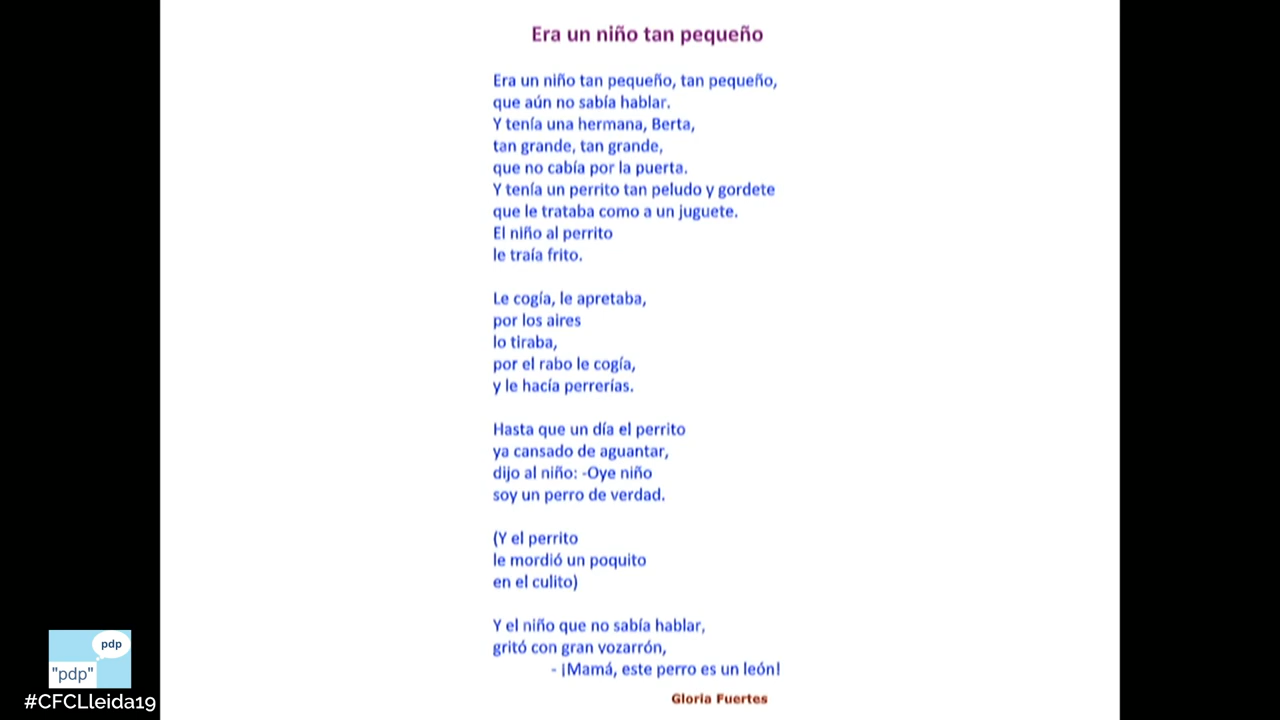 Era un niño tan pequeño
Era un niño tan pequeño, tan pequeño,
que aún no sabía hablar.
Y tenía una hermana, Berta,
tan grande, tan grande,
que no cabía por la puerta.
Y tenía un perrito tan peludo y gordete
que le trataba como a un juguete.
El niño al perrito
le traía frito.
Le cogía, le apretaba,
por los aires
lo tiraba,
por el rabo le cogía,
y le hacía perrerías.
Hasta que un día el perrito
ya cansado de aguantar,
dijo al niño: -Oye niño
soy un perro de verdad.
(Y el perrito
le mordió un poquito
en el culito)
Y el niño que no sabía hablar,
gritó con gran vozarrón,
- ¡Mamá, este perro es un león!
Gloria Fuertes
pdp
"pdp"
#CFCLleida19